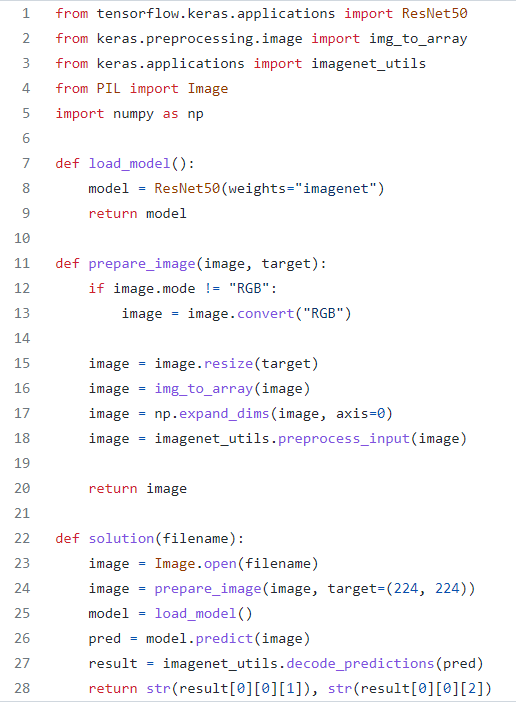 1 from tensorflow.keras.applications import ResNet50
2 from keras.preprocessing.image import img_to_array
3 from keras.applications import imagenet_utils
4 from PIL import Image
5 import numpy as np
6
7 def load_model():
8     model = ResNet50(weights="imagenet")
9     return model
10
11 def prepare_image(image, target):
12     if image.mode != "RGB":
13         image = image.convert("RGB")
14
15     image = image.resize(target)
16     image = img_to_array(image)
17     image = np.expand_dims(image, axis=0)
18     image = imagenet_utils.preprocess_input(image)
19
20     return image
21
22 def solution(filename):
23     image = Image.open(filename)
24     image = prepare_image(image, target=(224, 224))
25     model = load_model()
26     pred = model.predict(image)
27     result = imagenet_utils.decode_predictions(pred)
28     return str(result[0][0][1]), str(result[0][0][2])